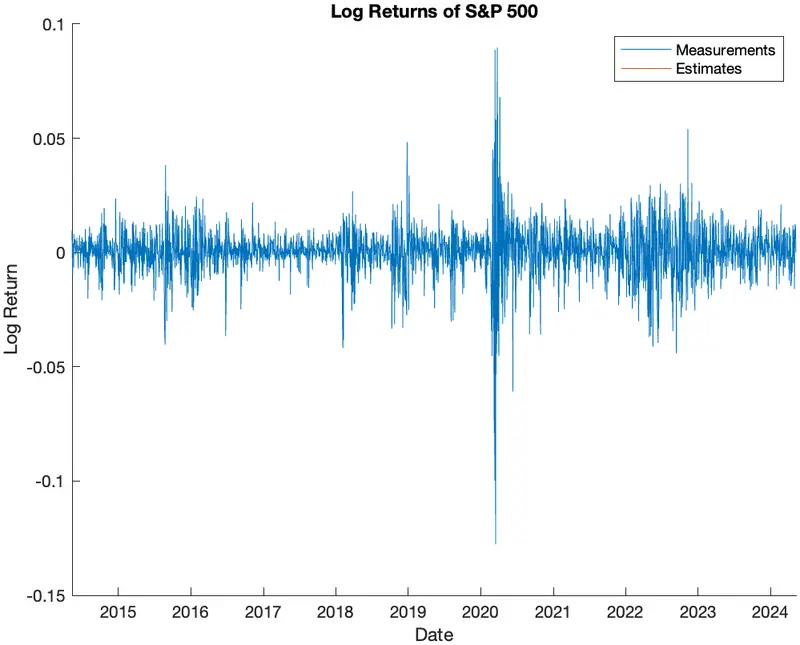 Log Returns of S&P 500
Measurements
Estimates
0.1
0.05
0
-0.05
-0.1
-0.15
Log Return
2015 2016 2017 2018 2019 2020 2021 2022 2023 2024
Date